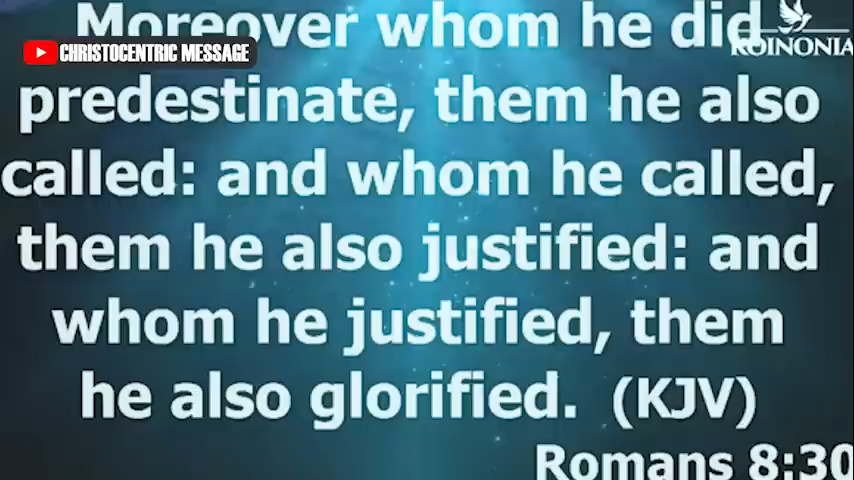 Moreover whom he did
KOINONIA
CHRISTOCENTRIC MESSAGE
predestinate, them he also
called: and whom he called,
them he also justified: and
whom he justified, them
he also glorified. (KJV)
Romans 8:30